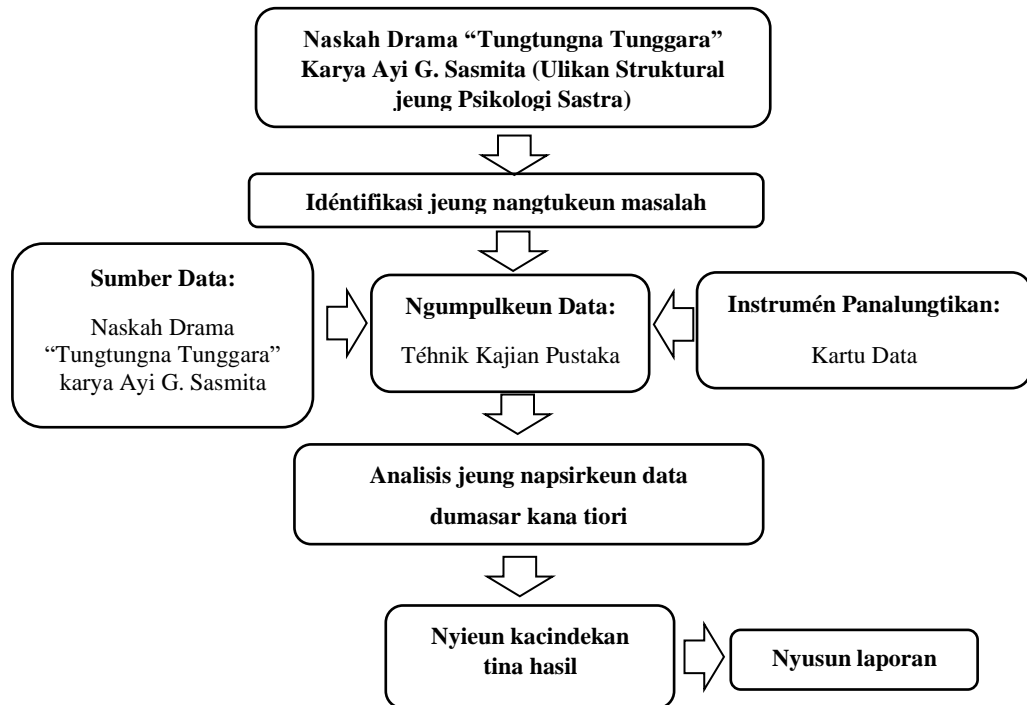 Naskah Drama “Tungtungna Tunggara”
Karya Ayi G. Sasmita (Ulikan Struktural
jeung Psikologi Sastra)
Idéntifikasi jeung nangtukeun masalah
Sumber Data:
Naskah Drama
“Tungtungna Tunggara”
karya Ayi G. Sasmita
Ngumpulkeun Data:
Téhnik Kajian Pustaka
Instrumén Panalungtikan:
Kartu Data
Analisis jeung napsirkeun data
dumasar kana tiori
Nyieun kacindekan
tina hasil
Nyusun laporan